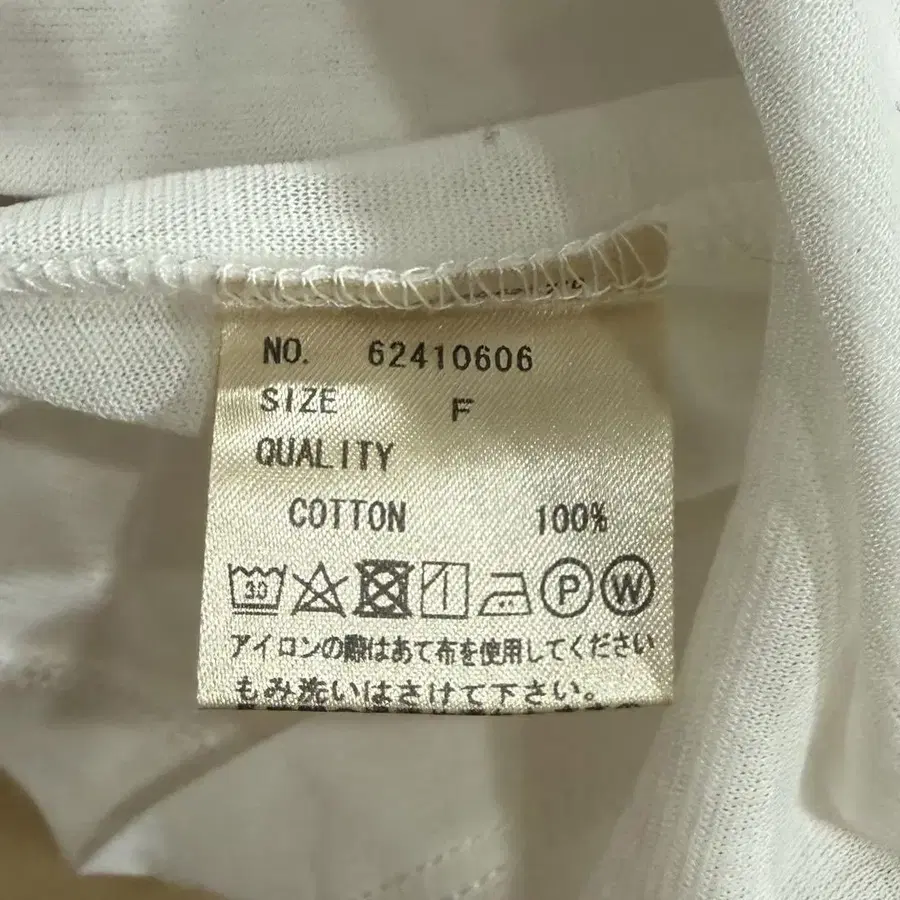 NO. 62410606
SIZE F
QUALITY
COTTON 100%
30 P W
アイロンの際はあて布を使用してください
もみ洗いはさけて下さい。